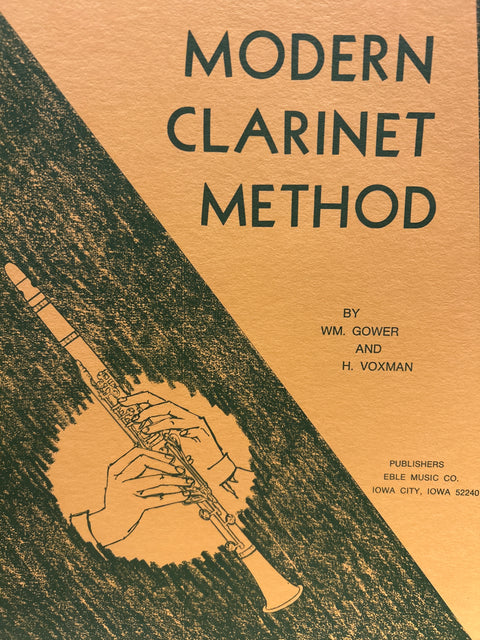 MODERN
CLARINET
METHOD
BY
WM. GOWER
AND
H. VOXMAN
PUBLISHERS
EBLE MUSIC CO.
IOWA CITY, IOWA 52240